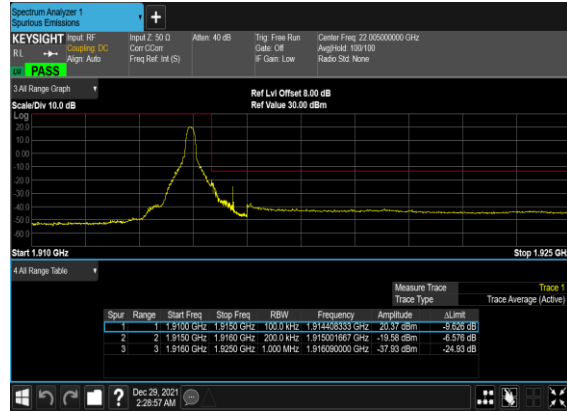 Spectrum Analyzer 1
Spurious Emissions
KEYSIGHT Input: RF Input Z: 50 Ω Atten: 40 dB Trig: Free Run Center Freq: 22.005000000 GHz
RL Coupling: DC Corr CCorr Gate: Off Avg|Hold: 100/100
Align: Auto Freq Ref: Int (S) IF Gain: Low Radio Std: None
PASS
3 All Range Graph
Ref Lvl Offset 8.00 dB
Scale/Div 10.0 dB Ref Value 30.00 dBm
Log
20.0
10.0
0.00
-10.0
-20.0
-30.0
-40.0
-50.0
-60.0
Start 1.910 GHz Stop 1.925 GH
4 All Range Table
Measure Trace Trace 1
Trace Type Trace Average (Active)
Spur Range Start Freq Stop Freq RBW Frequency Amplitude ΔLimit
1 1 1.9100 GHz 1.9150 GHz 100.0 kHz 1.914408333 GHz 20.37 dBm -9.626 dB
2 2 1.9150 GHz 1.9160 GHz 200.0 kHz 1.915001667 GHz -19.58 dBm -6.576 dB
3 3 1.9160 GHz 1.9250 GHz 1.000 MHz 1.916090000 GHz -37.93 dBm -24.93 dB
? Dec 29, 2021
2:28:57 AM